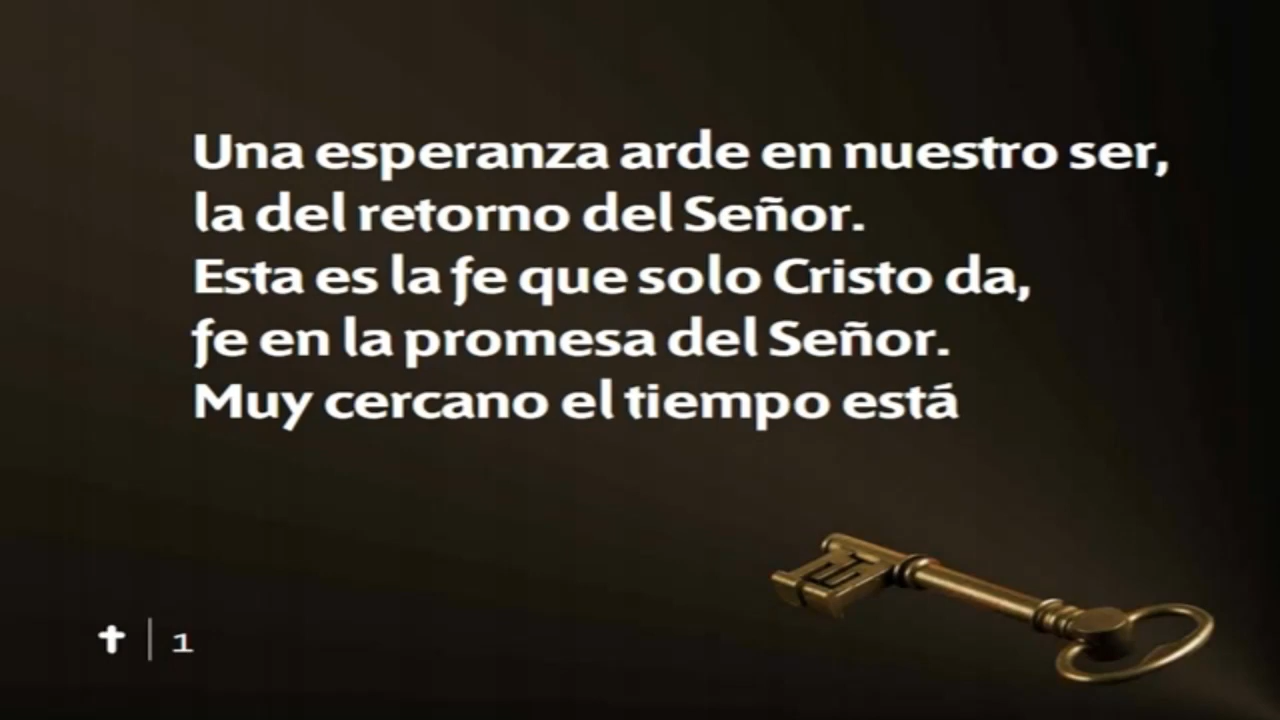 Una esperanza arde en nuestro ser,
la del retorno del Señor.
Esta es la fe que solo Cristo da,
fe en la promesa del Señor.
Muy cercano el tiempo está
1